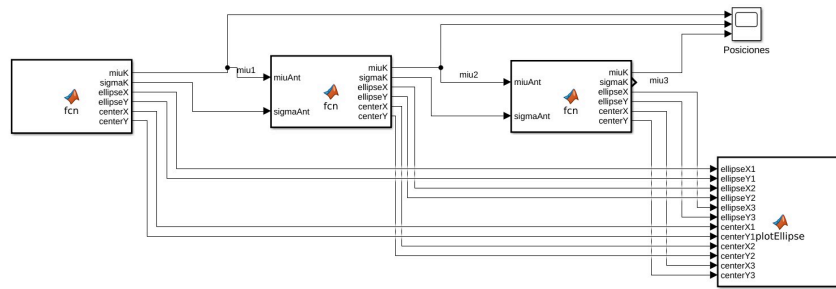 Posiciones
miuK
sigmaK
ellipseX
ellipseY
centerX
centerY
fcn
miu1
miuAnt
sigmaAnt
fcn
miuK
sigmaK
ellipseX
ellipseY
centerX
centerY
miu2
miuAnt
sigmaAnt
fcn
miuK
sigmaK
ellipseX
ellipseY
centerX
centerY
miu3
ellipseX1
ellipseY1
ellipseX2
ellipseY2
ellipseX3
ellipseY3
centerX1
centerY1
centerX2
centerY2
centerX3
centerY3
plotEllipse